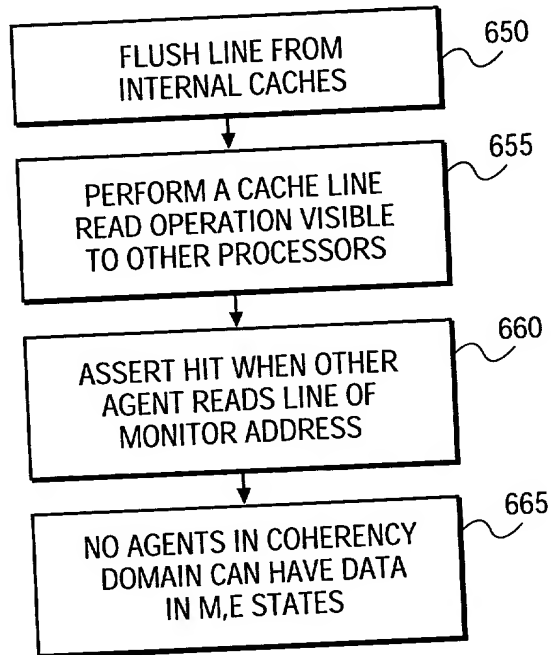 FLUSH LINE FROM
INTERNAL CACHES
650
PERFORM A CACHE LINE
READ OPERATION VISIBLE
TO OTHER PROCESSORS
655
ASSERT HIT WHEN OTHER
AGENT READS LINE OF
MONITOR ADDRESS
660
NO AGENTS IN COHERENCY
DOMAIN CAN HAVE DATA
IN M,E STATES
665